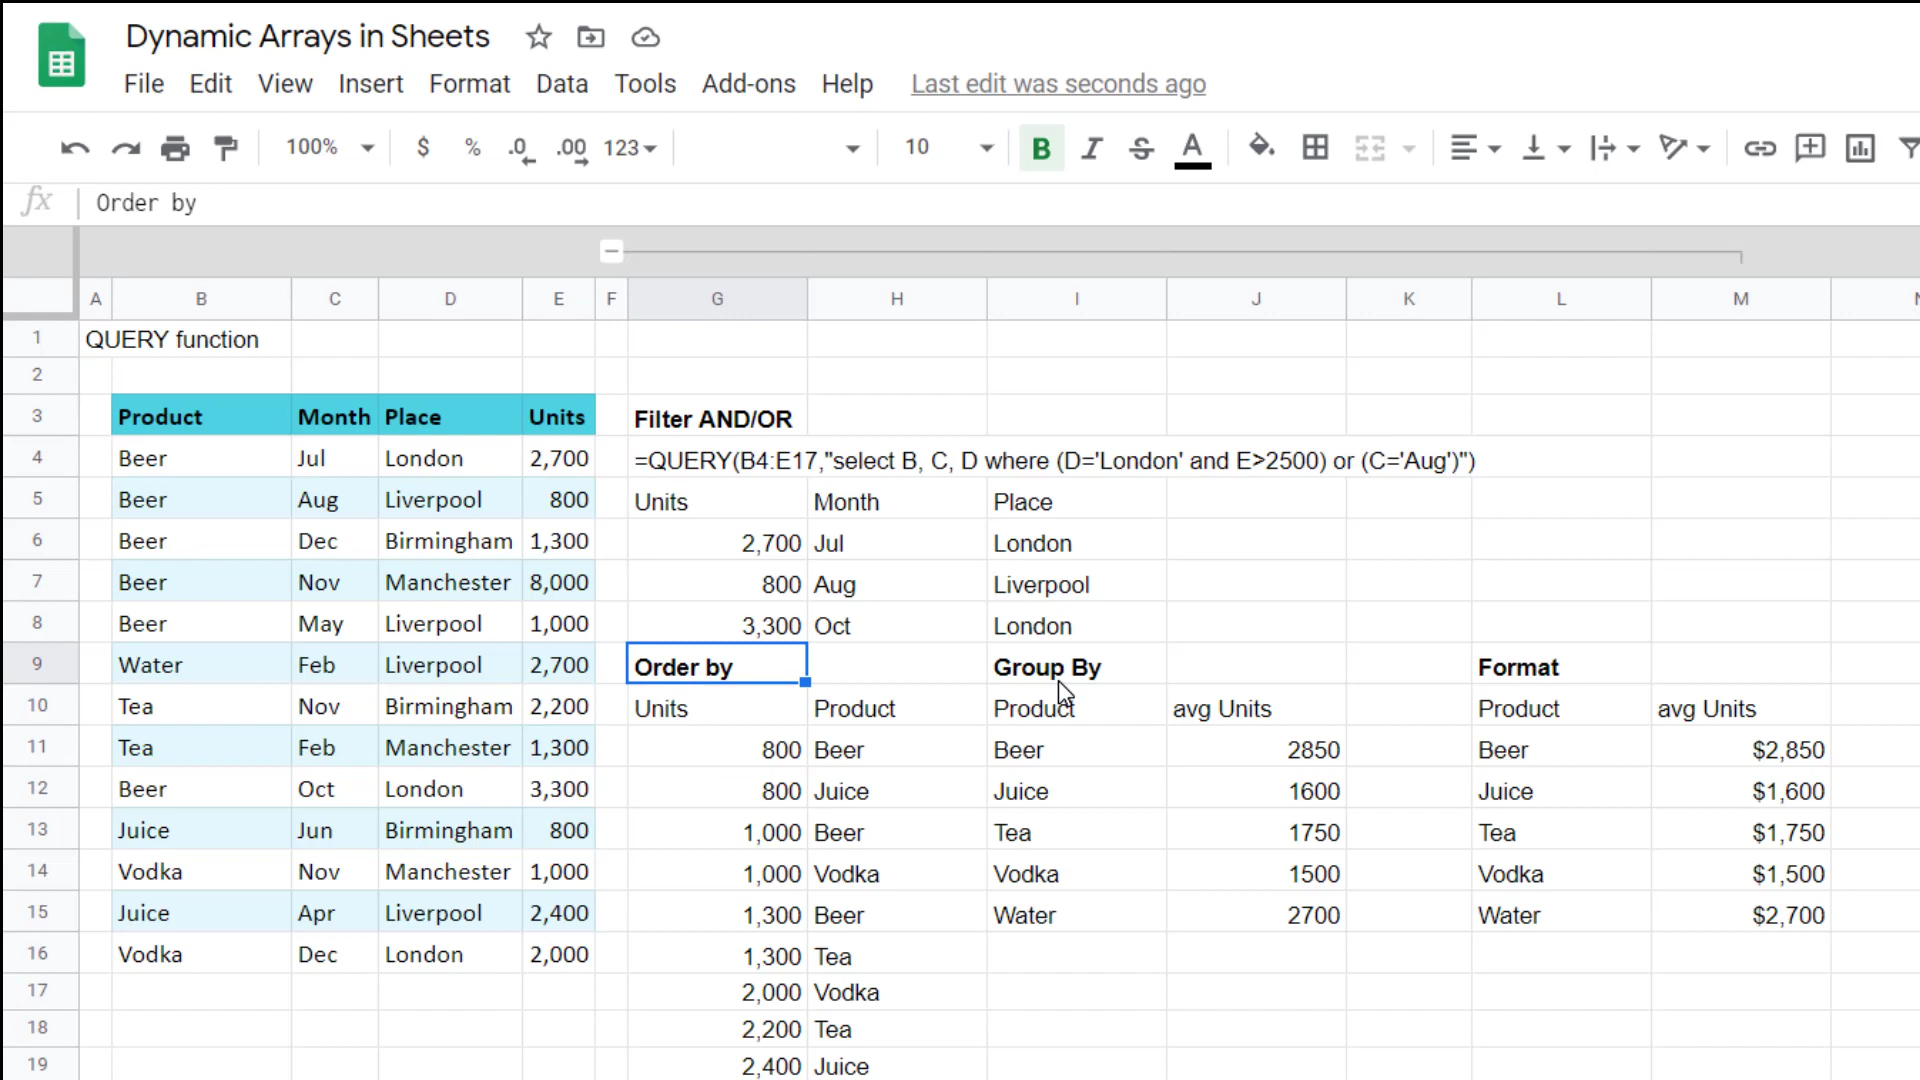 Dynamic Arrays in Sheets
File Edit View Insert Format Data Tools Add-ons Help Last edit was seconds ago
100% $ % .0 .00 123 10 B I S A
fx Order by
A B C D E F G H I J K L M
1 QUERY function
2
3 Product Month Place Units Filter AND/OR
4 Beer Jul London 2,700 =QUERY(B4:E17,"select B, C, D where (D='London' and E>2500) or (C='Aug')")
5 Beer Aug Liverpool 800 Units Month Place
6 Beer Dec Birmingham 1,300 2,700 Jul London
7 Beer Nov Manchester 8,000 800 Aug Liverpool
8 Beer May Liverpool 1,000 3,300 Oct London
9 Water Feb Liverpool 2,700 Order by Group By Format
10 Tea Nov Birmingham 2,200 Units Product Product avg Units Product avg Units
11 Tea Feb Manchester 1,300 800 Beer Beer 2850 Beer $2,850
12 Beer Oct London 3,300 800 Juice Juice 1600 Juice $1,600
13 Juice Jun Birmingham 800 1,000 Beer Tea 1750 Tea $1,750
14 Vodka Nov Manchester 1,000 1,000 Vodka Vodka 1500 Vodka $1,500
15 Juice Apr Liverpool 2,400 1,300 Beer Water 2700 Water $2,700
16 Vodka Dec London 2,000 1,300 Tea
17 2,000 Vodka
18 2,200 Tea
19 2,400 Juice